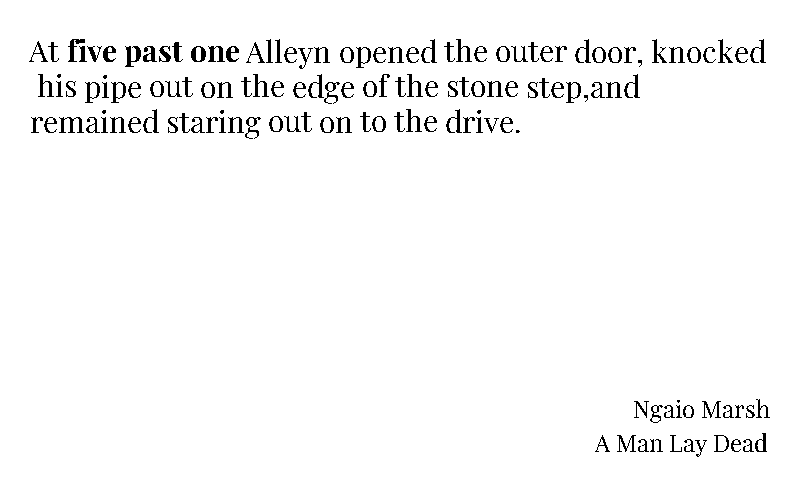 At five past one Alleyn opened the outer door, knocked
his pipe out on the edge of the stone step,and
remained staring out on to the drive.
Ngaio Marsh
A Man Lay Dead